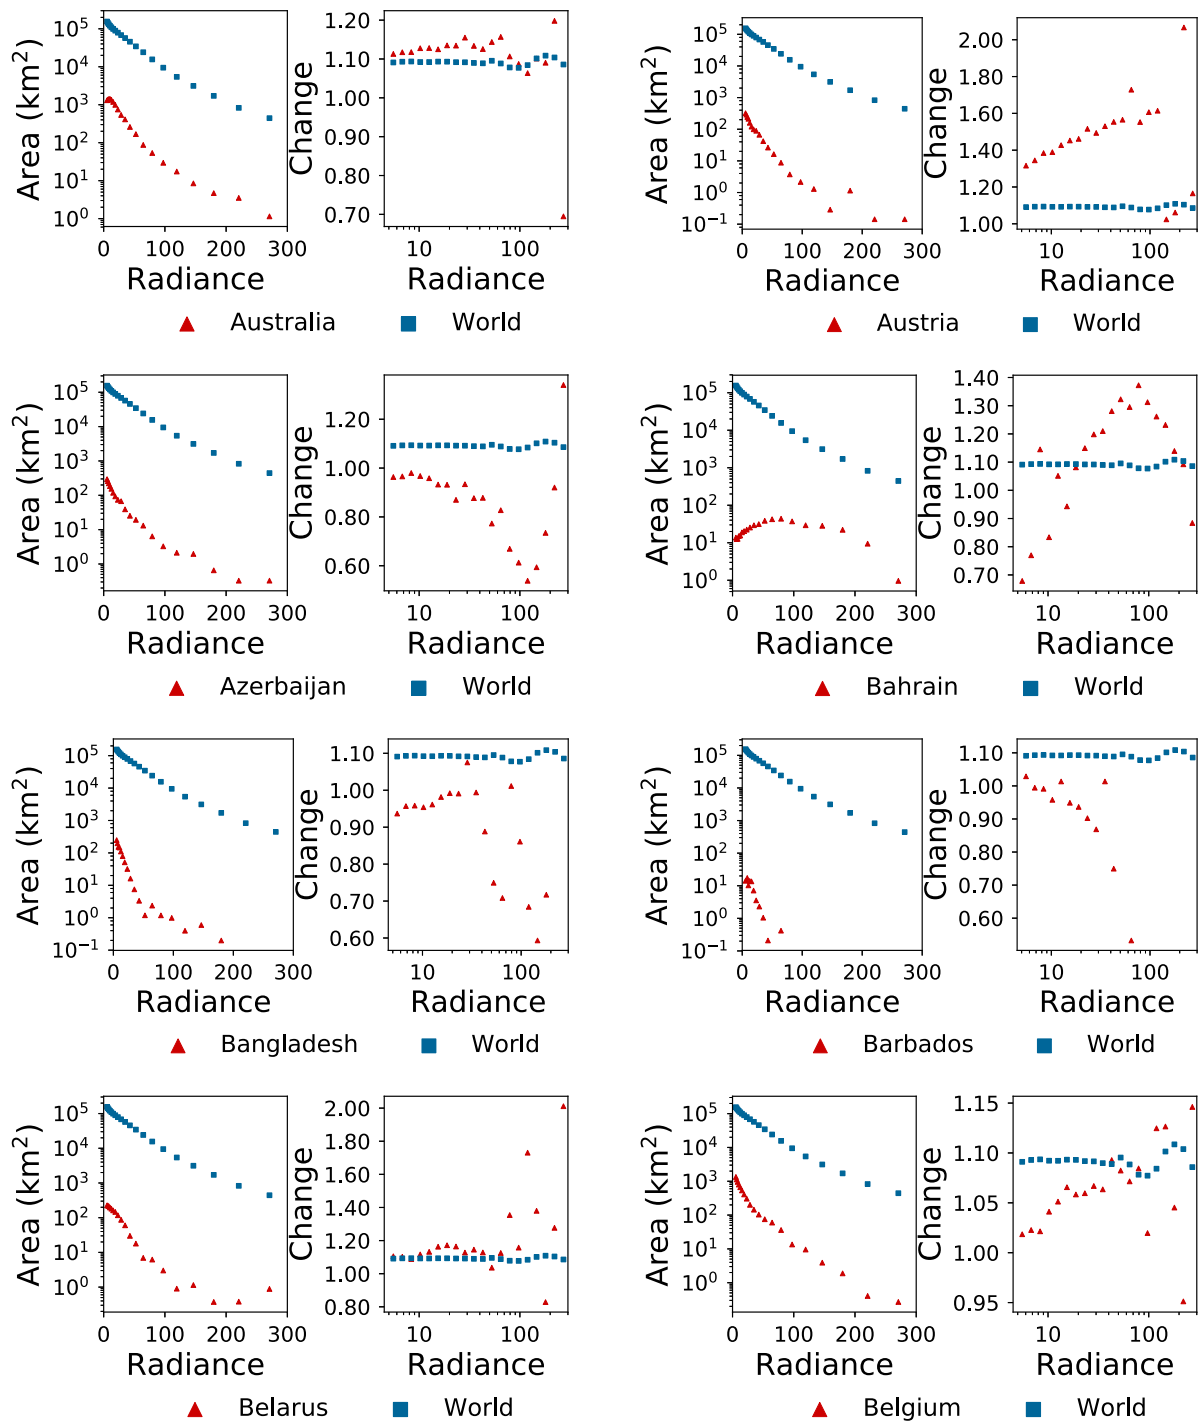 Area (km²)
10⁵
10⁴
10³
10²
10¹
10⁰
0 100 200 300
Radiance
Change
1.20
1.10
1.00
0.90
0.80
0.70
10 100
Radiance
▲ Australia ■ World
Area (km²)
10⁵
10⁴
10³
10²
10¹
10⁰
10⁻¹
0 100 200 300
Radiance
Change
2.00
1.80
1.60
1.40
1.20
1.00
10 100
Radiance
▲ Austria ■ World
Area (km²)
10⁵
10⁴
10³
10²
10¹
10⁰
0 100 200 300
Radiance
Change
1.20
1.00
0.80
0.60
10 100
Radiance
▲ Azerbaijan ■ World
Area (km²)
10⁵
10⁴
10³
10²
10¹
10⁰
0 100 200 300
Radiance
Change
1.40
1.30
1.20
1.10
1.00
0.90
0.80
0.70
10 100
Radiance
▲ Bahrain ■ World
Area (km²)
10⁵
10⁴
10³
10²
10¹
10⁰
10⁻¹
0 100 200 300
Radiance
Change
1.10
1.00
0.90
0.80
0.70
0.60
10 100
Radiance
▲ Bangladesh ■ World
Area (km²)
10⁵
10⁴
10³
10²
10¹
10⁰
10⁻¹
0 100 200 300
Radiance
Change
1.10
1.00
0.90
0.80
0.70
0.60
10 100
Radiance
▲ Barbados ■ World
Area (km²)
10⁵
10⁴
10³
10²
10¹
10⁰
0 100 200 300
Radiance
Change
2.00
1.80
1.60
1.40
1.20
1.00
0.80
10 100
Radiance
▲ Belarus ■ World
Area (km²)
10⁵
10⁴
10³
10²
10¹
10⁰
0 100 200 300
Radiance
Change
1.15
1.10
1.05
1.00
0.95
10 100
Radiance
▲ Belgium ■ World